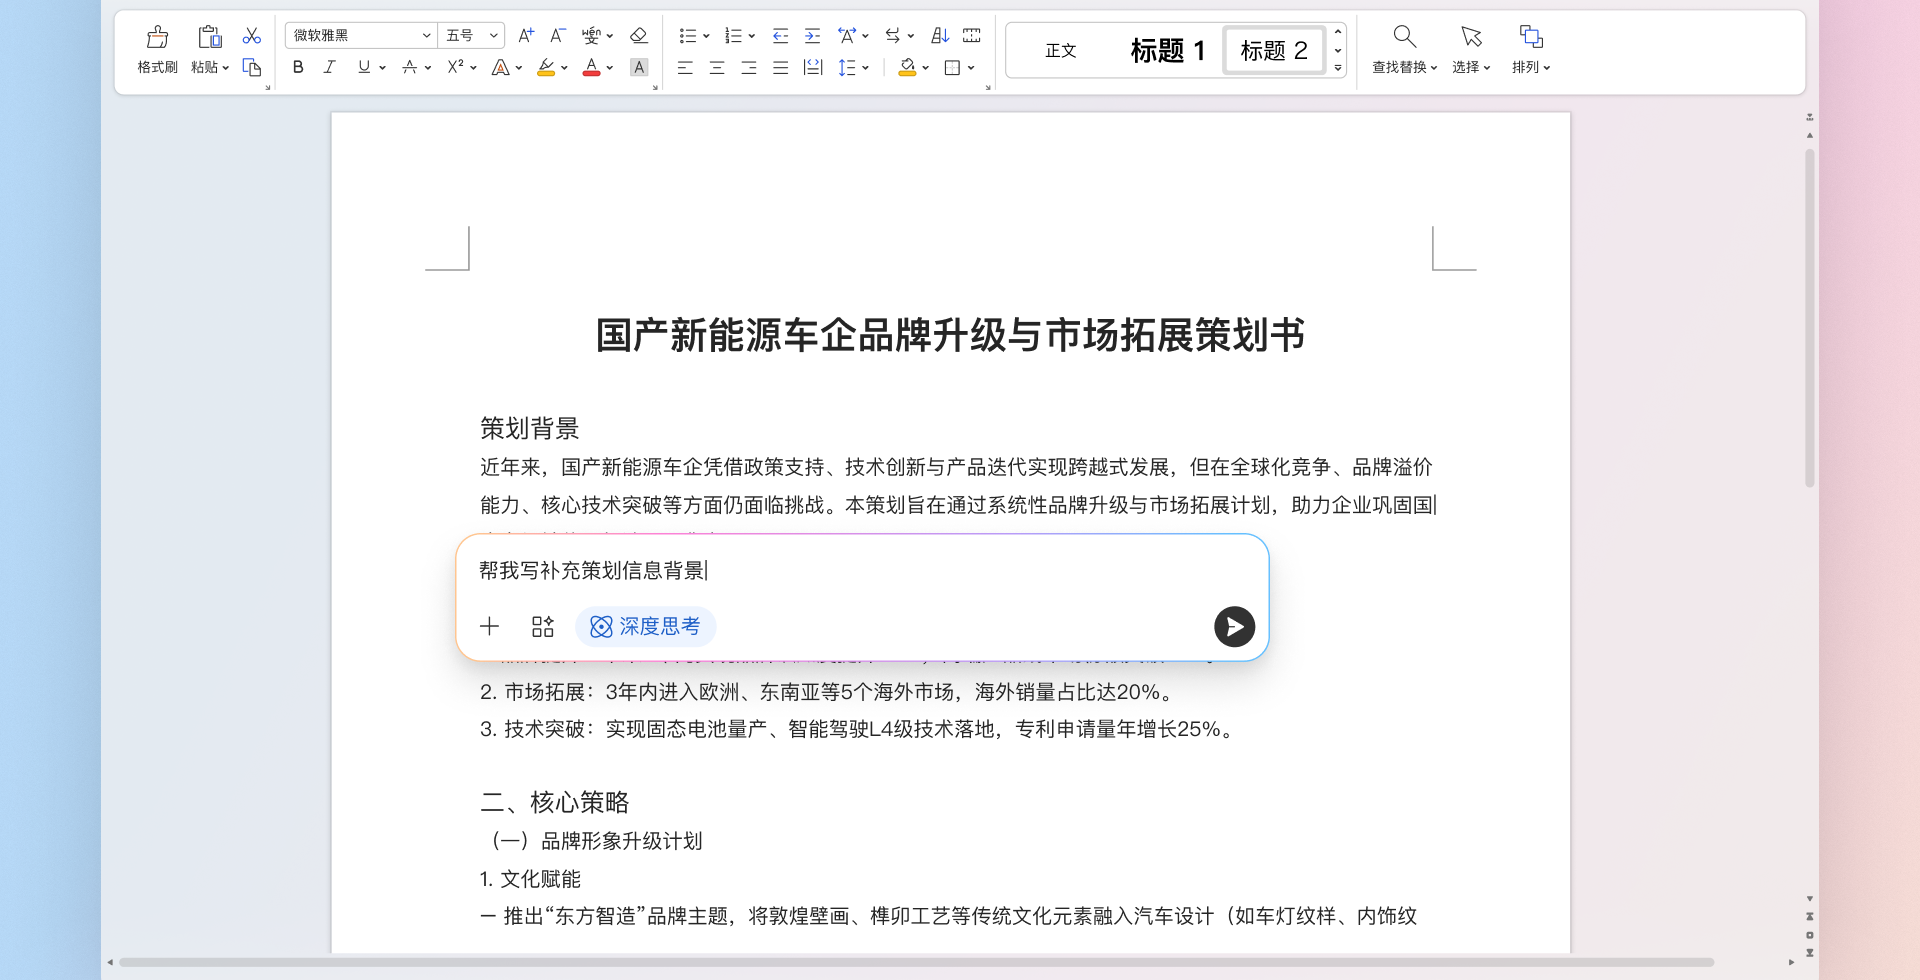 微软雅黑
五号
格式刷
粘贴
正文
标题 1
标题 2
查找替换
选择
排列
国产新能源车企品牌升级与市场拓展策划书
策划背景
近年来，国产新能源车企凭借政策支持、技术创新与产品迭代实现跨越式发展，但在全球化竞争、品牌溢价
能力、核心技术突破等方面仍面临挑战。本策划旨在通过系统性品牌升级与市场拓展计划，助力企业巩固国
帮我写补充策划信息背景
深度思考
2. 市场拓展：3年内进入欧洲、东南亚等5个海外市场，海外销量占比达20%。
3. 技术突破：实现固态电池量产、智能驾驶L4级技术落地，专利申请量年增长25%。
二、核心策略
（一）品牌形象升级计划
1. 文化赋能
— 推出“东方智造”品牌主题，将敦煌壁画、榫卯工艺等传统文化元素融入汽车设计（如车灯纹样、内饰纹